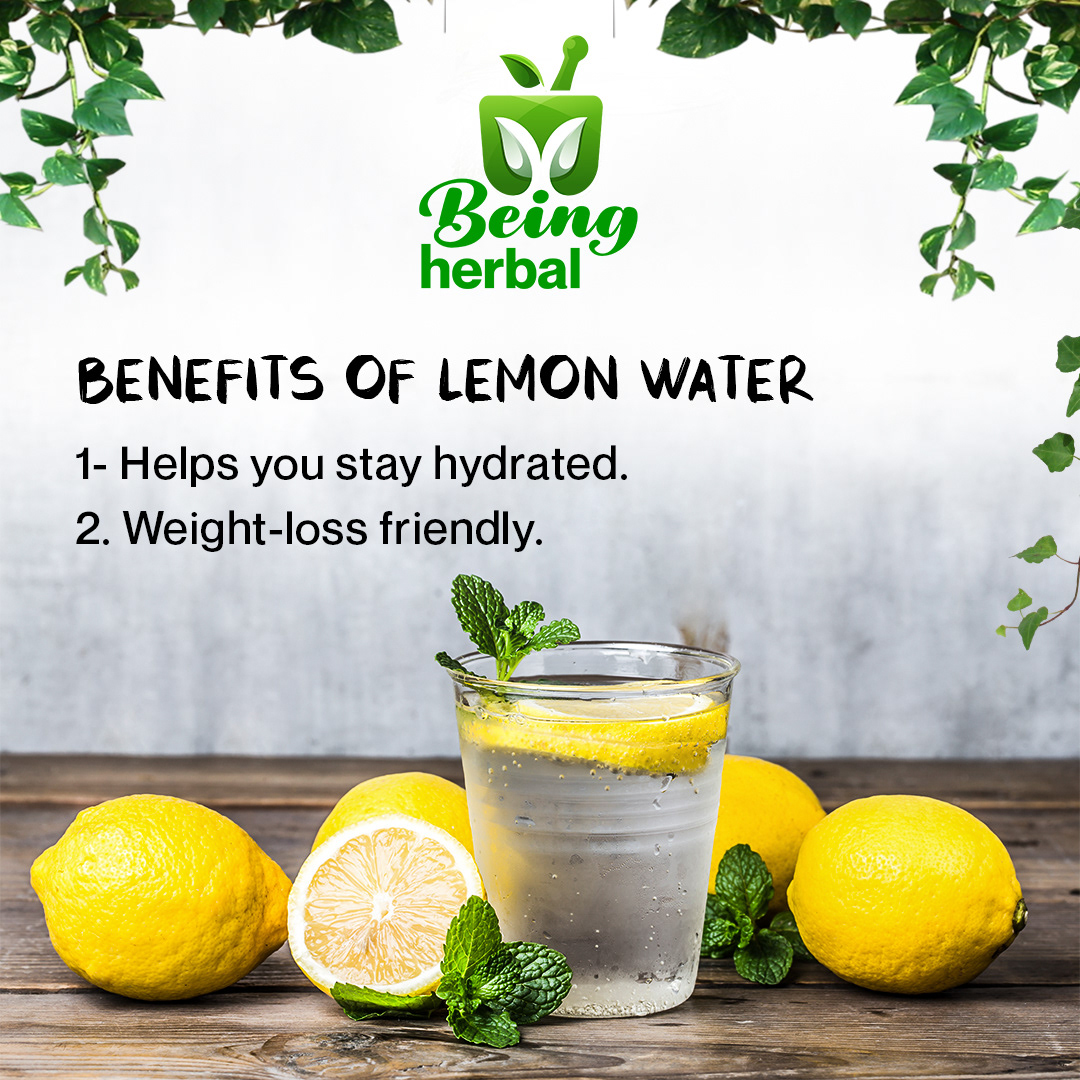 Being
herbal
BENEFITS OF LEMON WATER
1- Helps you stay hydrated.
2. Weight-loss friendly.